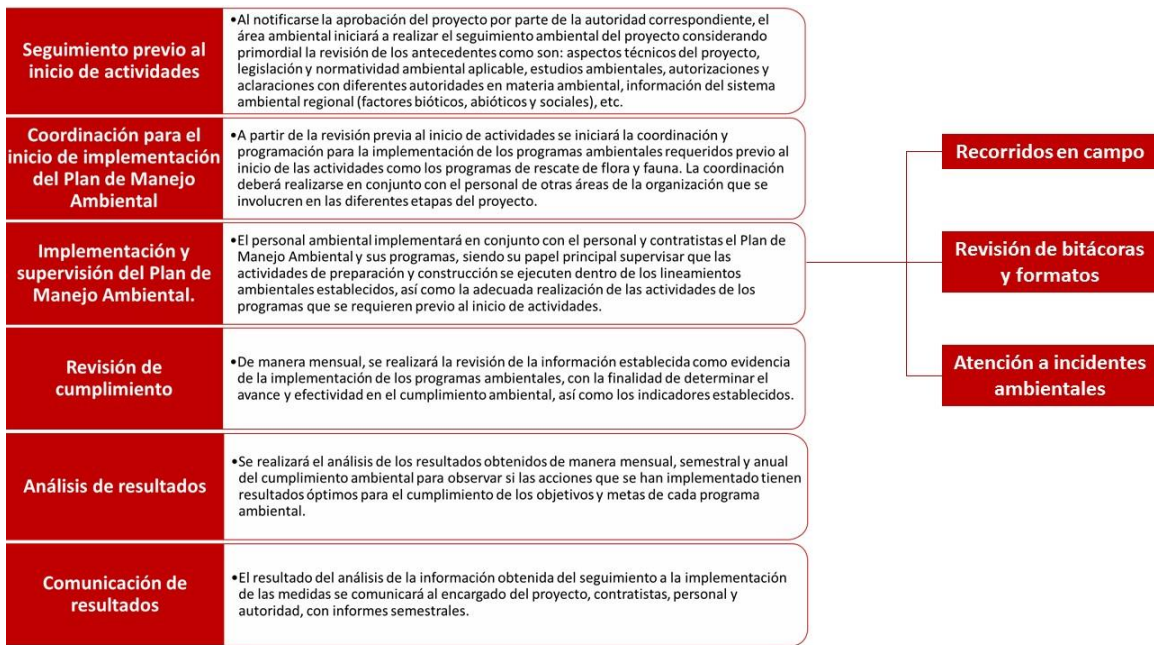 Seguimiento previo al
inicio de actividades
•Al notificarse la aprobación del proyecto por parte de la autoridad correspondiente, el
área ambiental iniciará a realizar el seguimiento ambiental del proyecto considerando
primordial la revisión de los antecedentes como son: aspectos técnicos del proyecto,
legislación y normatividad ambiental aplicable, estudios ambientales, autorizaciones y
aclaraciones con diferentes autoridades en materia ambiental, información del sistema
ambiental regional (factores bióticos, abióticos y sociales), etc.
Coordinación para el
inicio de implementación
del Plan de Manejo
Ambiental
•A partir de la revisión previa al inicio de actividades se iniciará la coordinación y
programación para la implementación de los programas ambientales requeridos previo al
inicio de las actividades como los programas de rescate de flora y fauna. La coordinación
deberá realizarse en conjunto con el personal de otras áreas de la organización que se
involucren en las diferentes etapas del proyecto.
Implementación y
supervisión del Plan de
Manejo Ambiental.
•El personal ambiental implementará en conjunto con el personal y contratistas el Plan de
Manejo Ambiental y sus programas, siendo su papel principal supervisar que las
actividades de preparación y construcción se ejecuten dentro de los lineamientos
ambientales establecidos, así como la adecuada realización de las actividades de los
programas que se requieren previo al inicio de actividades.
Recorridos en campo
Revisión de bitácoras
y formatos
Atención a incidentes
ambientales
Revisión de
cumplimiento
•De manera mensual, se realizará la revisión de la información establecida como evidencia
de la implementación de los programas ambientales, con la finalidad de determinar el
avance y efectividad en el cumplimiento ambiental, así como los indicadores establecidos.
Análisis de resultados
•Se realizará el análisis de los resultados obtenidos de manera mensual, semestral y anual
del cumplimiento ambiental para observar si las acciones que se han implementado tienen
resultados óptimos para el cumplimiento de los objetivos y metas de cada programa
ambiental.
Comunicación de
resultados
•El resultado del análisis de la información obtenida del seguimiento a la implementación
de las medidas se comunicará al encargado del proyecto, contratistas, personal y
autoridad, con informes semestrales.